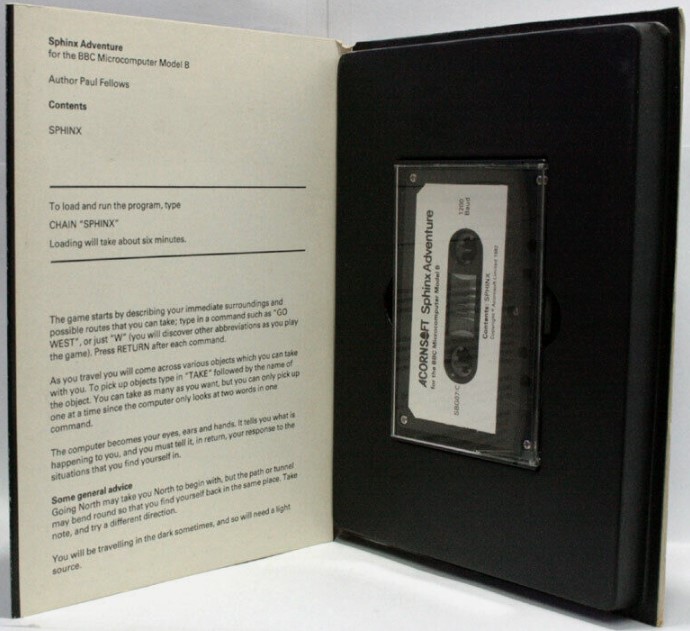 Sphinx Adventure
for the BBC Microcomputer Model B
Author Paul Fellows
Contents
SPHINX
To load and run the program, type
CHAIN "SPHINX"
Loading will take about six minutes.
The game starts by describing your immediate surroundings and
possible routes that you can take; type in a command such as "GO
WEST", or just "W" (you will discover other abbreviations as you play
the game). Press RETURN after each command.
As you travel you will come across various objects which you can take
with you. To pick up objects type in "TAKE" followed by the name of
the object. You can take as many as you want, but you can only pick up
one at a time since the computer only looks at two words in one
command.
The computer becomes your eyes, ears and hands. It tells you what is
happening to you, and you must tell it, in return, your response to the
situations that you find yourself in.
Some general advice
Going North may take you North to begin with, but the path or tunnel
may bend round so that you find yourself back in the same place. Take
note, and try a different direction.
You will be travelling in the dark sometimes, and so will need a light
source.
ACORNSOFT Sphinx Adventure
for the BBC Microcomputer Model B
1200
Baud
Contents: SPHINX
Copyright © Acornsoft Limited 1982